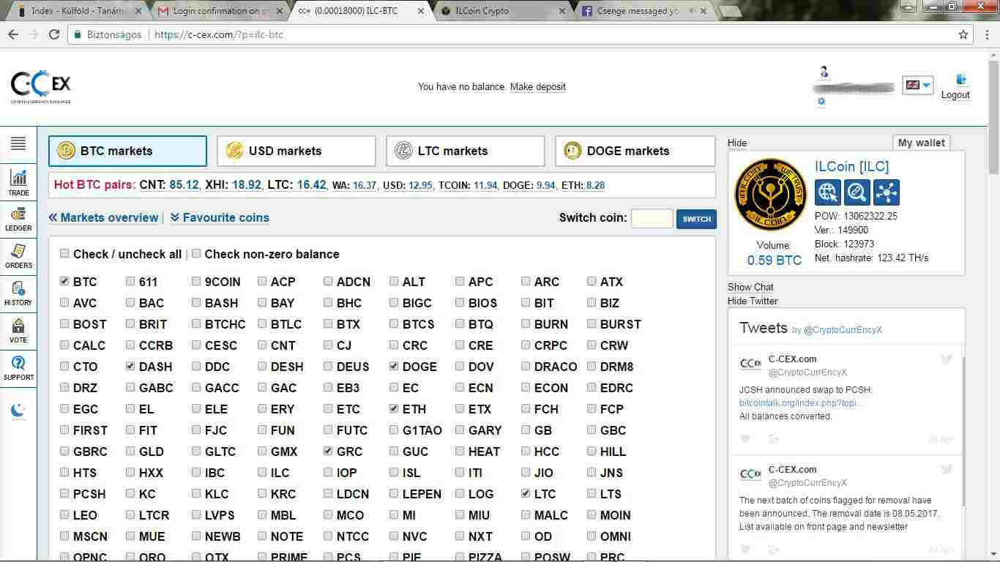 Index - Külföld - Tanárn
Login confirmation on s
(0.00018000) ILC-BTC
ILCoin Crypto
Csenge messaged yo
Biztonságos https://c-cex.com/?p=ilc-btc
C-CEX
CRYPTO-CURRENCY EXCHANGE
You have no balance. Make deposit
Logout
BTC markets
USD markets
LTC markets
DOGE markets
Hot BTC pairs: CNT: 85.12, XHI: 18.92, LTC: 16.42, WA: 16.37, USD: 12.95, TCOIN: 11.94, DOGE: 9.94, ETH: 8.28
Markets overview | Favourite coins
Switch coin: SWITCH
TRADE
LEDGER
ORDERS
HISTORY
VOTE
SUPPORT
Check / uncheck all | Check non-zero balance
BTC 611 9COIN ACP ADCN ALT APC ARC ATX
AVC BAC BASH BAY BHC BIGC BIOS BIT BIZ
BOST BRIT BTCHC BTLC BTX BTCS BTQ BURN BURST
CALC CCRB CESC CNT CJ CRC CRE CRPC CRW
CTO DASH DDC DESH DEUS DOGE DOV DRACO DRM8
DRZ GABC GACC GAC EB3 EC ECN ECON EDRC
EGC EL ELE ERY ETC ETH ETX FCH FCP
FIRST FIT FJC FUN FUTC G1TAO GARY GB GBC
GBRC GLD GLTC GMX GRC GUC HEAT HCC HILL
HTS HXX IBC ILC IOP ISL ITI JIO JNS
PCSH KC KLC KRC LDCN LEPEN LOG LTC LTS
LEO LTCR LVPS MBL MCO MI MIU MALC MOIN
MSCN MUE NEWB NOTE NTCC NVC NXT OD OMNI
OPNC ORO OTX PRIME PCS PIE PIZZA POSW PRC
Hide
My wallet
ILCoin [ILC]
POW: 13062322.25
Ver.: 149900
Block: 123973
Net. hashrate: 123.42 TH/s
Volume:
0.59 BTC
Show Chat
Hide Twitter
Tweets by @CryptoCurrEncyX
C-CEX.com
@CryptoCurrEncyX
JCSH announced swap to PCSH:
bitcointalk.org/index.php?topi…
All balances converted.
C-CEX.com
@CryptoCurrEncyX
The next batch of coins flagged for removal have
been announced. The removal date is 08.05.2017.
List available on front page and newsletter